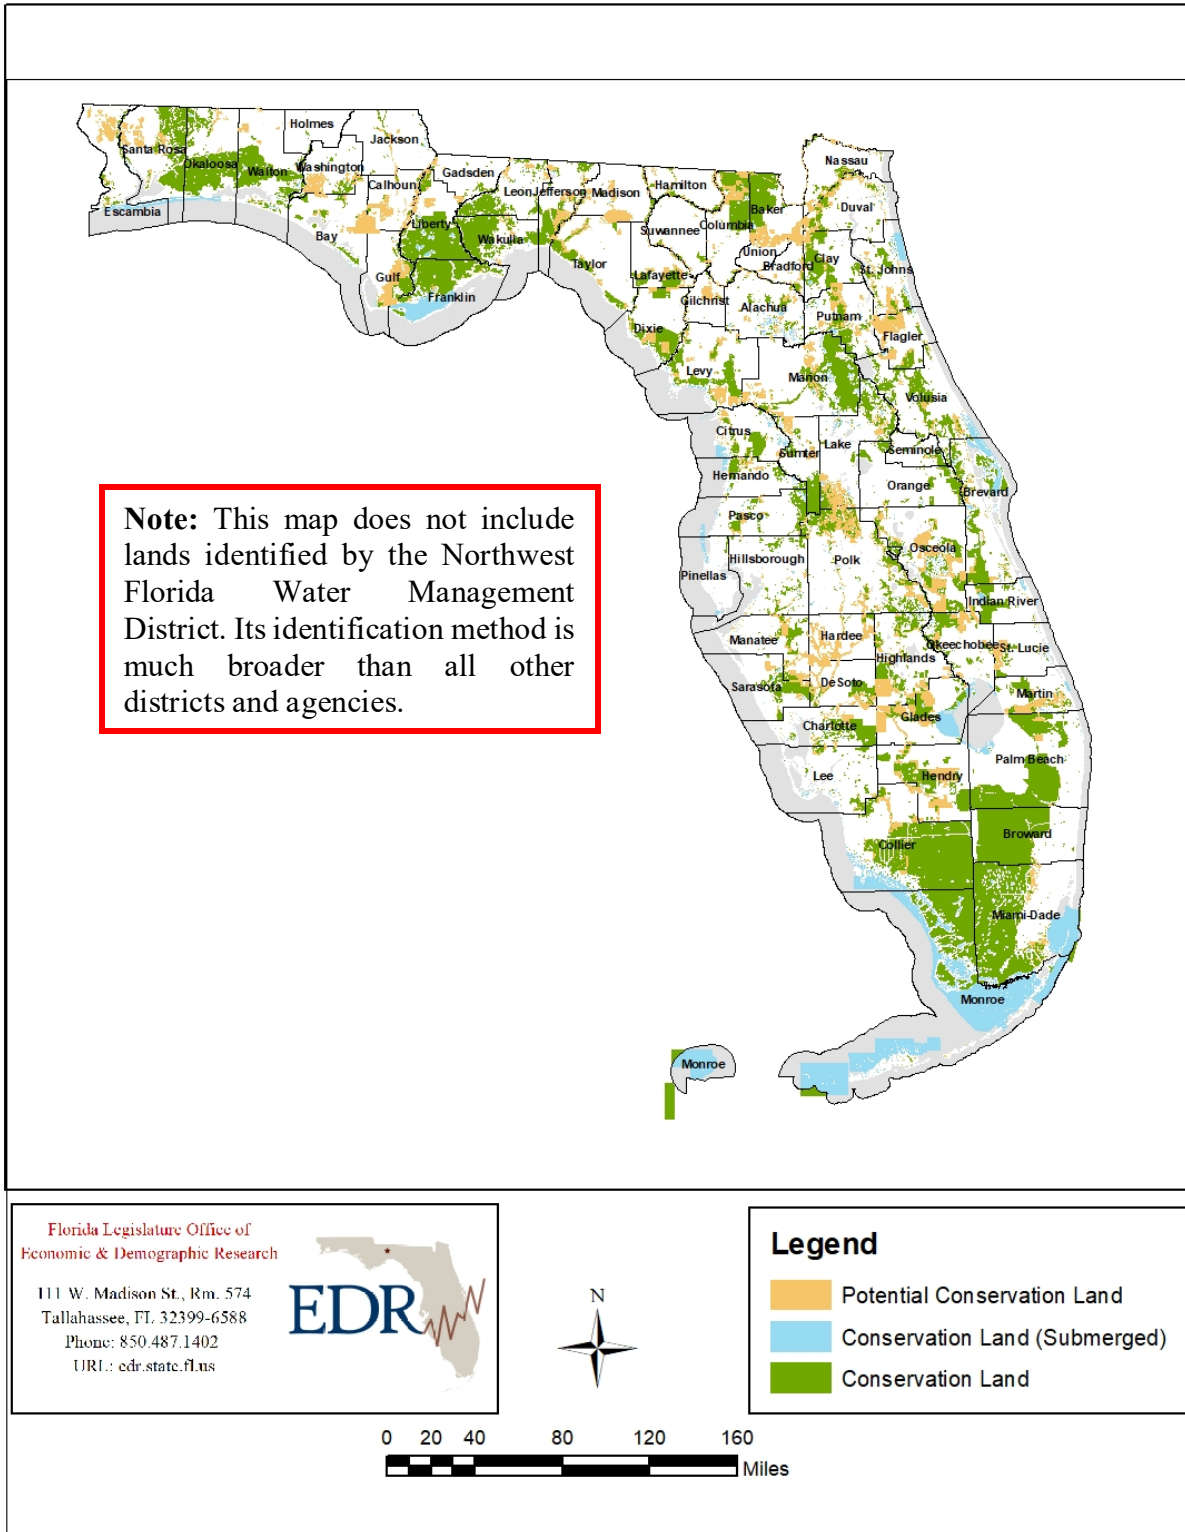 Holmes
Jackson
Santa Rosa
Okaloosa
Walton
Washington
Calhoun
Gadsden
Leon
Jefferson
Madison
Hamilton
Nassau
Duval
Baker
Escambia
Bay
Liberty
Wakulla
Suwannee
Columbia
Union
Bradford
Clay
St. Johns
Gulf
Franklin
Taylor
Lafayette
Gilchrist
Alachua
Putnam
Flagler
Dixie
Levy
Marion
Volusia
Citrus
Sumter
Lake
Seminole
Hernando
Orange
Brevard
Pasco
Hillsborough
Polk
Osceola
Pinellas
Indian River
Manatee
Hardee
Okeechobee
St. Lucie
Highlands
Sarasota
DeSoto
Martin
Charlotte
Glades
Lee
Hendry
Palm Beach
Collier
Broward
Miami-Dade
Monroe
Monroe
Note: This map does not include
lands identified by the Northwest
Florida Water Management
District. Its identification method is
much broader than all other
districts and agencies.
Florida Legislature Office of
Economic & Demographic Research
111 W. Madison St., Rm. 574
Tallahassee, FL 32399-6588
Phone: 850.487.1402
URL: edr.state.fl.us
EDR
N
Legend
Potential Conservation Land
Conservation Land (Submerged)
Conservation Land
0 20 40 80 120 160
Miles